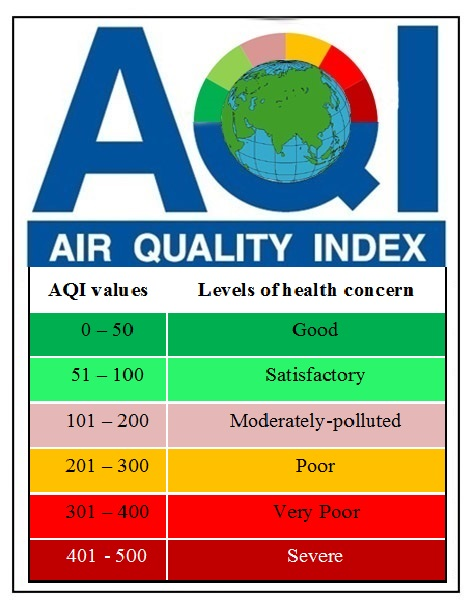 AQI
AIR QUALITY INDEX
AQI values Levels of health concern
0 – 50 Good
51 – 100 Satisfactory
101 – 200 Moderately-polluted
201 – 300 Poor
301 – 400 Very Poor
401 - 500 Severe